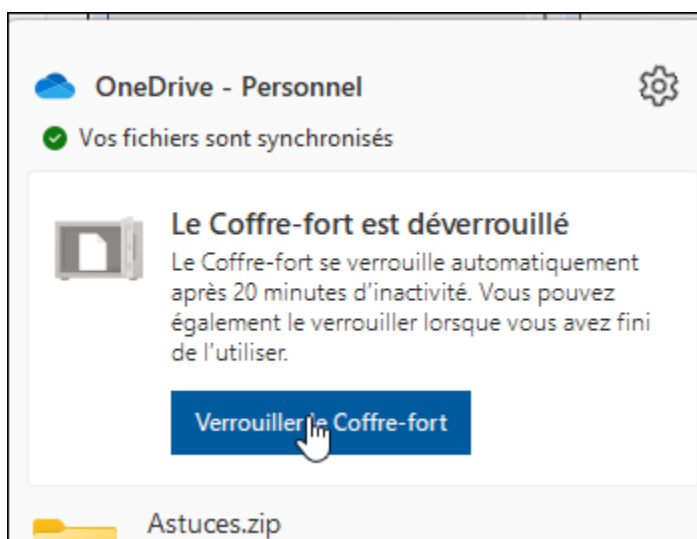 OneDrive - Personnel
Vos fichiers sont synchronisés
Le Coffre-fort est déverrouillé
Le Coffre-fort se verrouille automatiquement
après 20 minutes d'inactivité. Vous pouvez
également le verrouiller lorsque vous avez fini
de l'utiliser.
Verrouiller le Coffre-fort
Astuces.zip